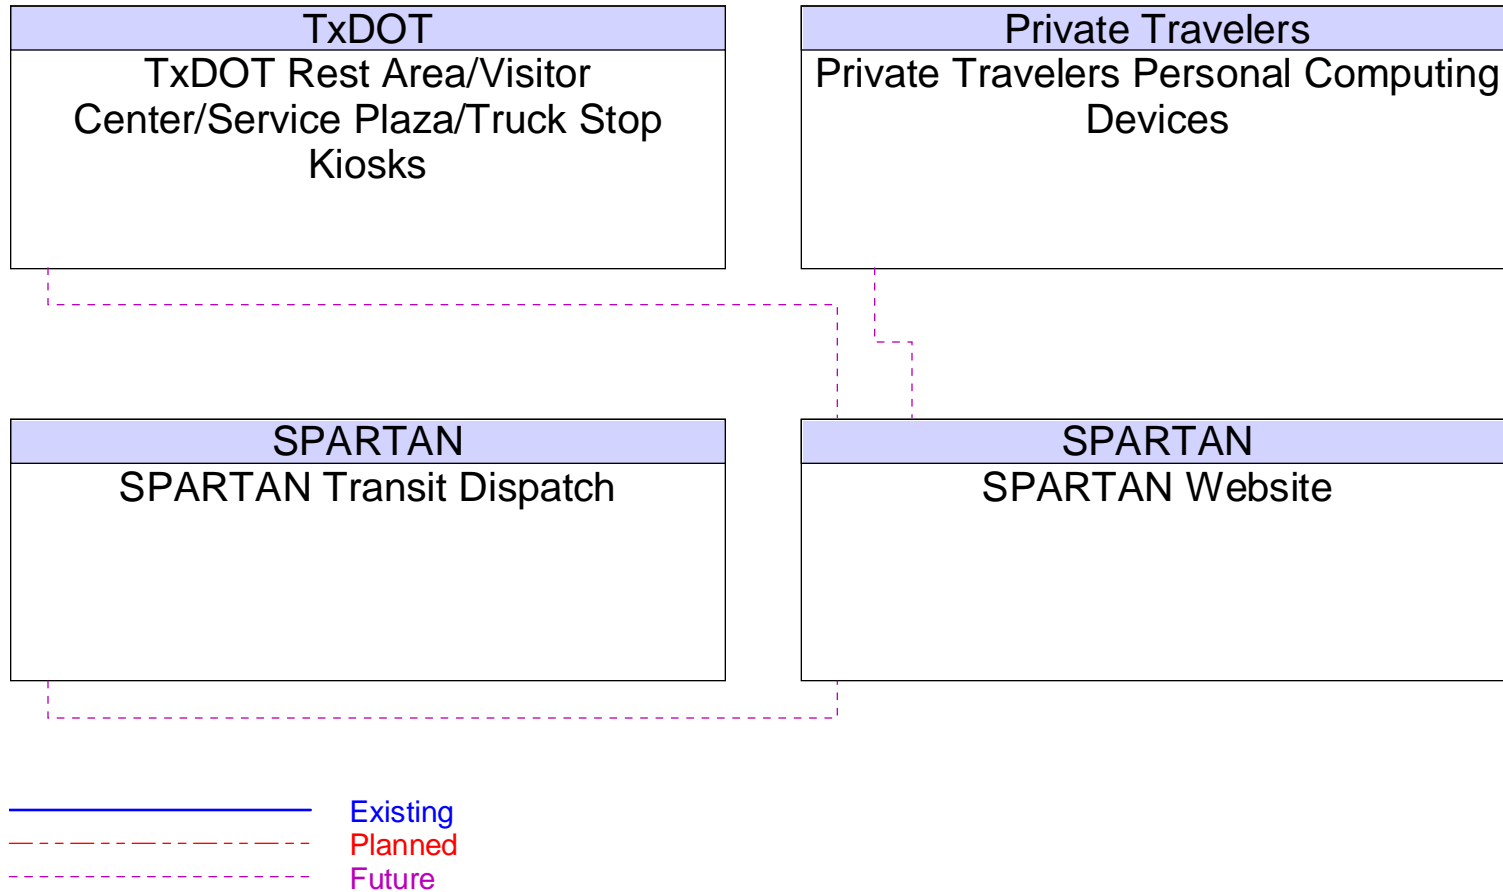 TxDOT
TxDOT Rest Area/Visitor
Center/Service Plaza/Truck Stop
Kiosks
Private Travelers
Private Travelers Personal Computing
Devices
SPARTAN
SPARTAN Transit Dispatch
SPARTAN
SPARTAN Website
Existing
Planned
Future